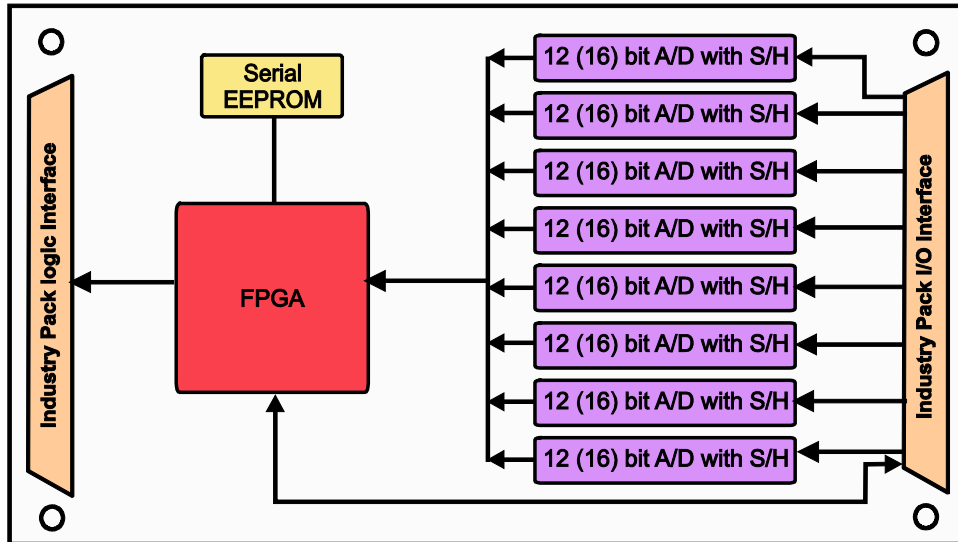 Industry Pack logic Interface
Serial
EEPROM
FPGA
12 (16) bit A/D with S/H
12 (16) bit A/D with S/H
12 (16) bit A/D with S/H
12 (16) bit A/D with S/H
12 (16) bit A/D with S/H
12 (16) bit A/D with S/H
12 (16) bit A/D with S/H
12 (16) bit A/D with S/H
Industry Pack I/O Interface